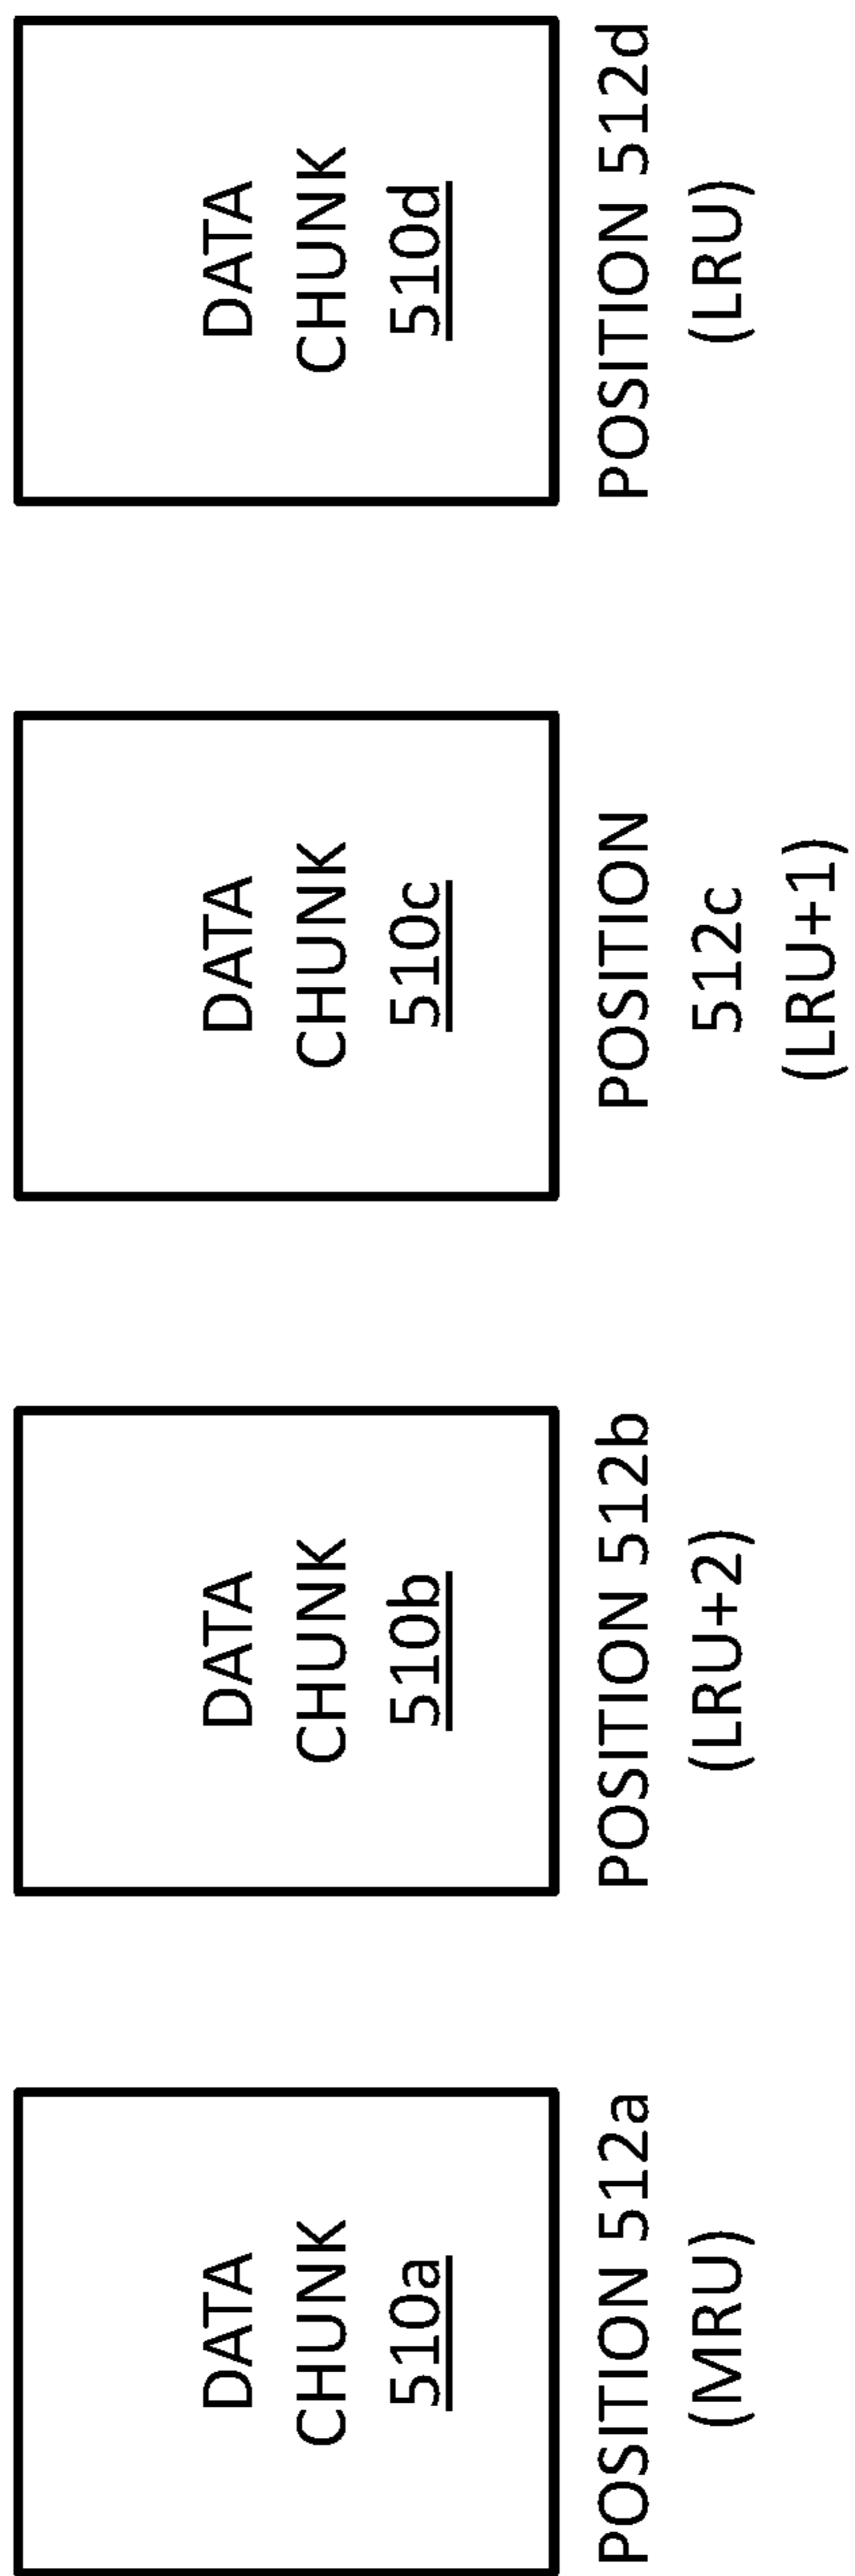 DATA
CHUNK
510a
POSITION 512a
(MRU)
DATA
CHUNK
510b
POSITION 512b
(LRU+2)
DATA
CHUNK
510c
POSITION
512c
(LRU+1)
DATA
CHUNK
510d
POSITION 512d
(LRU)